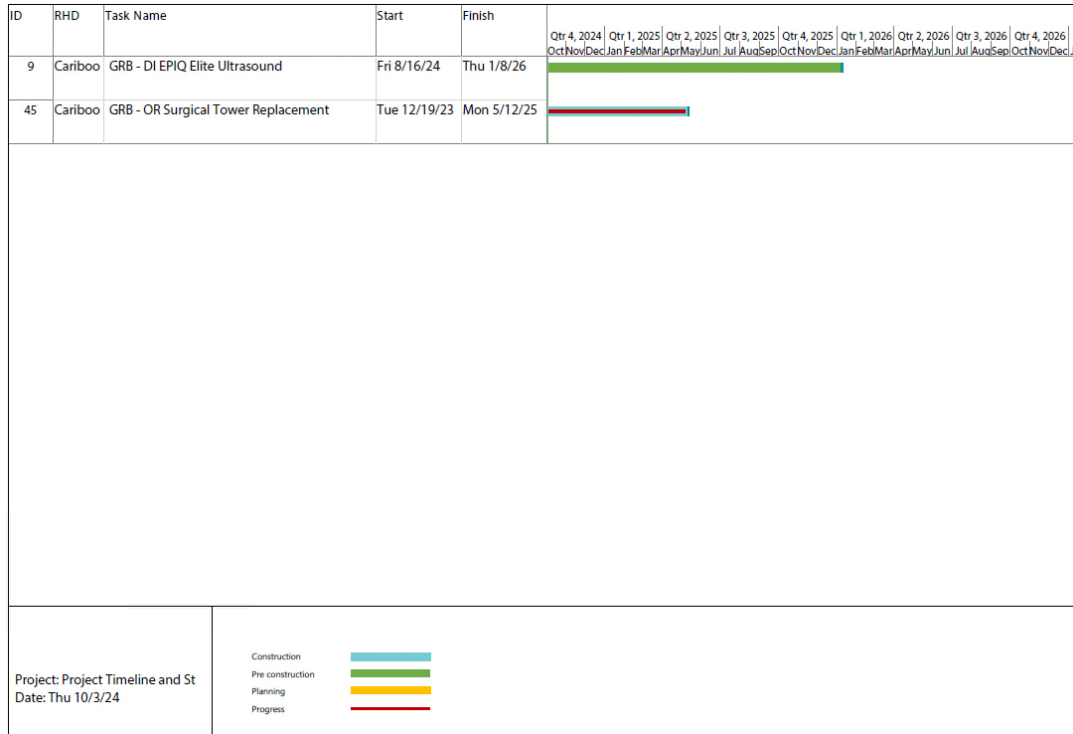 ID RHD Task Name Start Finish
Qtr 4, 2024 Qtr 1, 2025 Qtr 2, 2025 Qtr 3, 2025 Qtr 4, 2025 Qtr 1, 2026 Qtr 2, 2026 Qtr 3, 2026 Qtr 4, 2026
Oct Nov Dec Jan Feb Mar Apr May Jun Jul Aug Sep Oct Nov Dec Jan Feb Mar Apr May Jun Jul Aug Sep Oct Nov Dec J
9 Cariboo GRB - DI EPIQ Elite Ultrasound Fri 8/16/24 Thu 1/8/26
45 Cariboo GRB - OR Surgical Tower Replacement Tue 12/19/23 Mon 5/12/25
Project: Project Timeline and St
Date: Thu 10/3/24
Construction
Pre construction
Planning
Progress